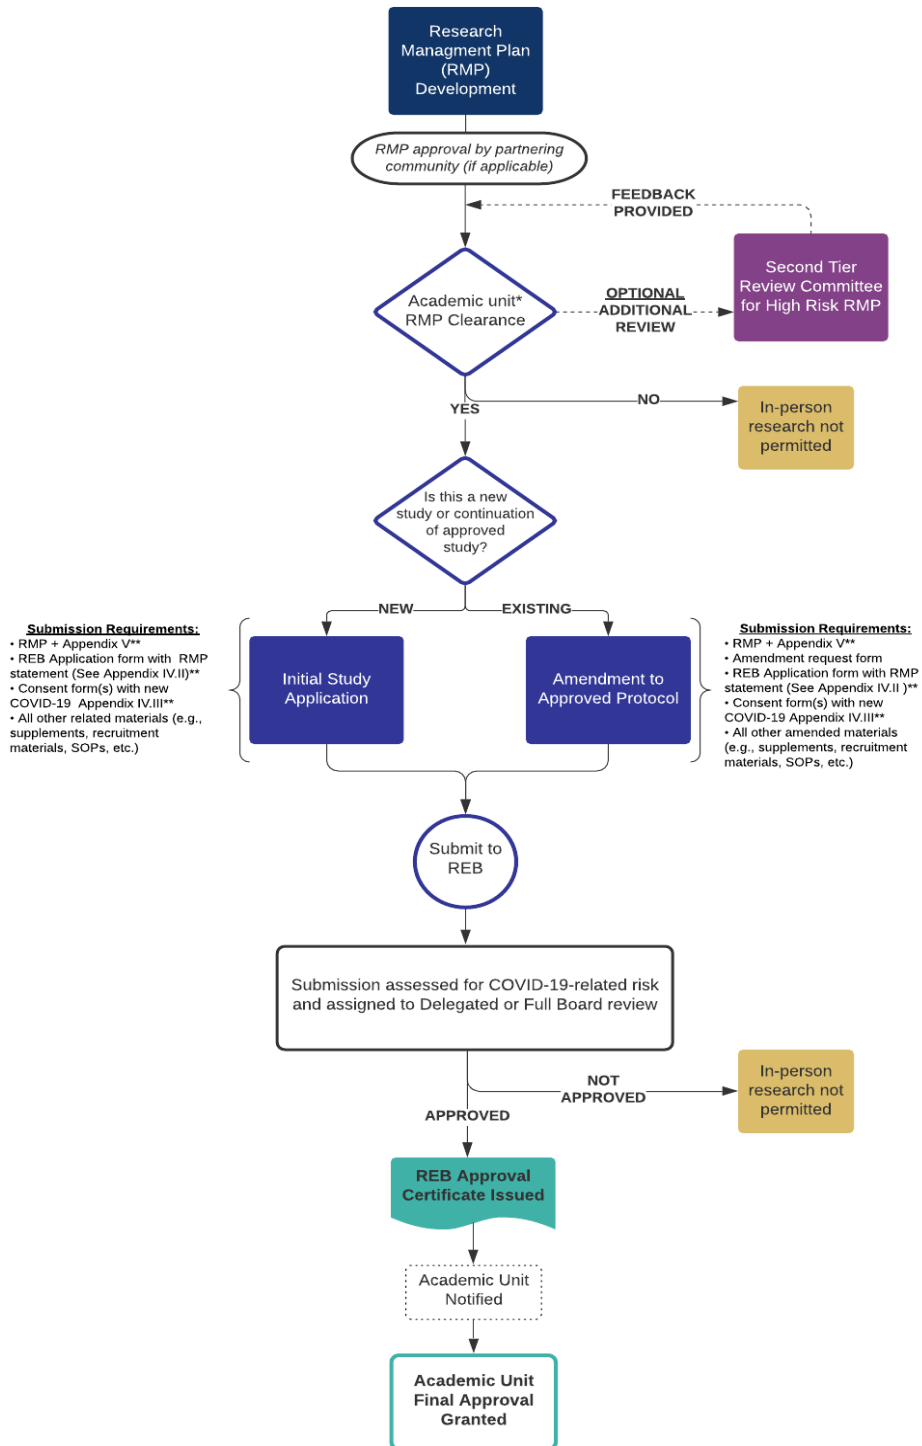 Research
Managment Plan
(RMP)
Development
RMP approval by partnering
community (if applicable)
FEEDBACK
PROVIDED
Second Tier
Review Committee
for High Risk RMP
Academic unit*
RMP Clearance
OPTIONAL
ADDITIONAL
REVIEW
YES
NO
In-person
research not
permitted
Is this a new
study or continuation
of approved
study?
NEW
EXISTING
Submission Requirements:
• RMP + Appendix V**
• REB Application form with RMP
statement (See Appendix IV.II)**
• Consent form(s) with new
COVID-19 Appendix IV.III**
• All other related materials (e.g.,
supplements, recruitment
materials, SOPs, etc.)
Initial Study
Application
Amendment to
Approved Protocol
Submission Requirements:
• RMP + Appendix V**
• Amendment request form
• REB Application form with RMP
statement (See Appendix IV.II )**
• Consent form(s) with new
COVID-19 Appendix IV.III**
• All other amended materials
(e.g., supplements, recruitment
materials, SOPs, etc.)
Submit to
REB
Submission assessed for COVID-19-related risk
and assigned to Delegated or Full Board review
NOT
APPROVED
In-person
research not
permitted
APPROVED
REB Approval
Certificate Issued
Academic Unit
Notified
Academic Unit
Final Approval
Granted